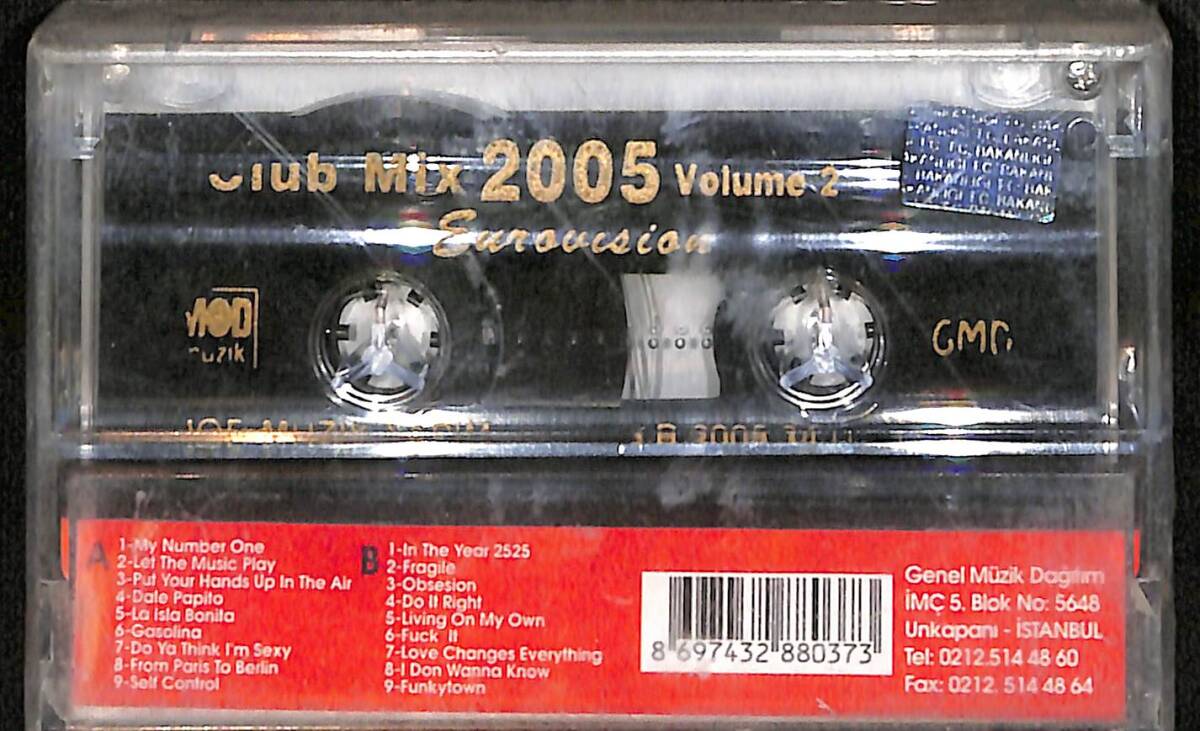 Club Mix 2005 Volume 2
Eurovision
MOD
müzik
GMD
A
1-My Number One
2-Let The Music Play
3-Put Your Hands Up In The Air
4-Dale Papito
5-La Isla Bonita
6-Gasolina
7-Do Ya Think I'm Sexy
8-From Paris To Berlin
9-Self Control
B
1-In The Year 2525
2-Fragile
3-Obsesion
4-Do It Right
5-Living On My Own
6-Fuck It
7-Love Changes Everything
8-I Don Wanna Know
9-Funkytown
8 697432 880373
Genel Müzik Dağıtım
İMÇ 5. Blok No: 5648
Unkapanı - İSTANBUL
Tel: 0212.514 48 60
Fax: 0212. 514 48 64